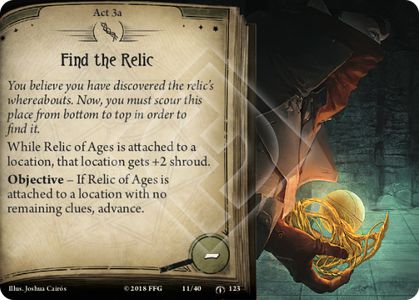 Act 3a
Find the Relic
You believe you have discovered the relic's
whereabouts. Now, you must scour this
place from bottom to top in order to
find it.
While Relic of Ages is attached to a
location, that location gets +2 shroud.
Objective – If Relic of Ages is
attached to a location with no
remaining clues, advance.
–
Illus. Joshua Cairós
©2018 FFG
11/40
123